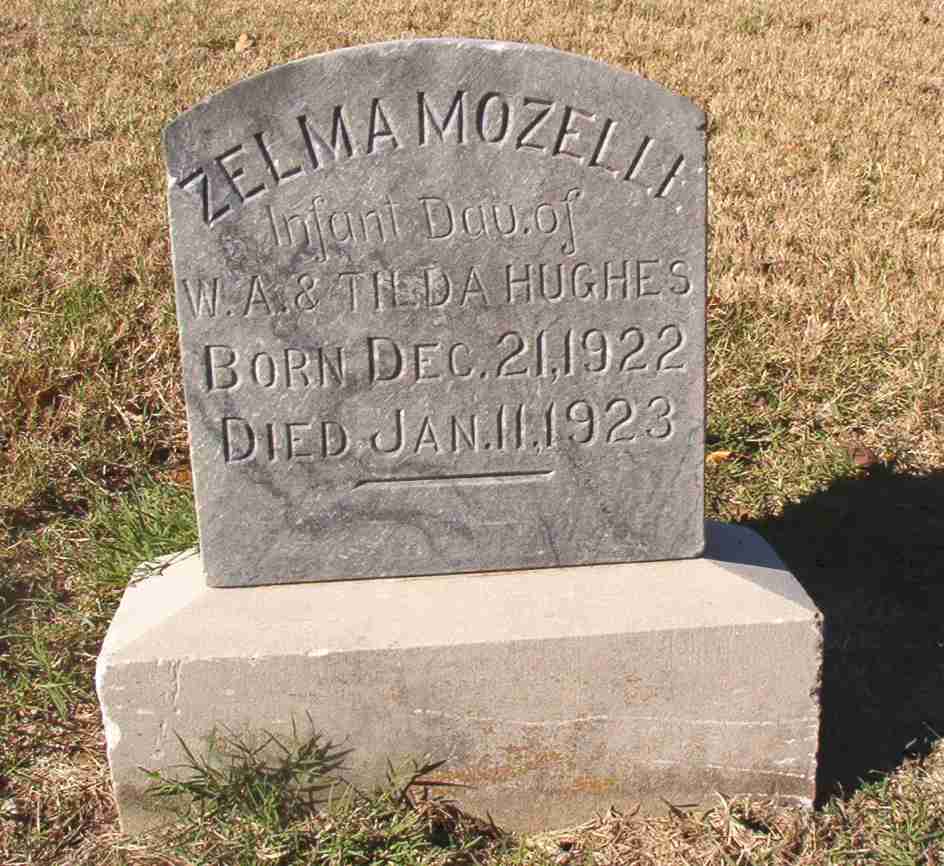 ZELMA MOZELLE
Infant Dau. of
W. A. & TILDA HUGHES
BORN DEC. 21, 1922
DIED JAN. 11, 1923